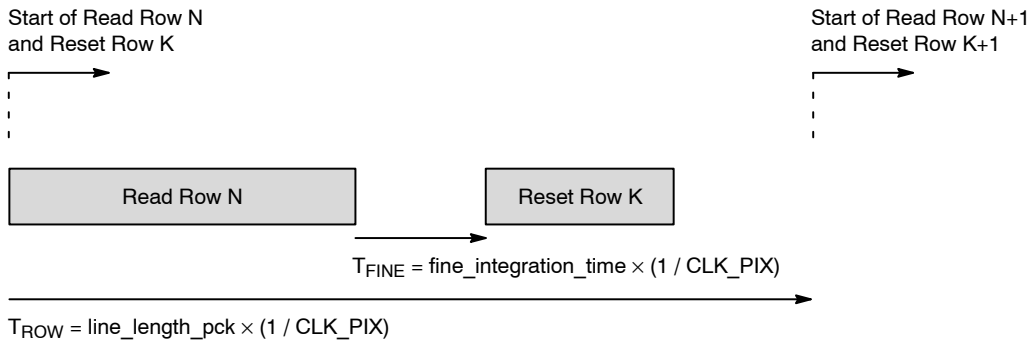 Start of Read Row N
and Reset Row K
Start of Read Row N+1
and Reset Row K+1
Read Row N
Reset Row K
T_FINE = fine_integration_time × (1 / CLK_PIX)
T_ROW = line_length_pck × (1 / CLK_PIX)